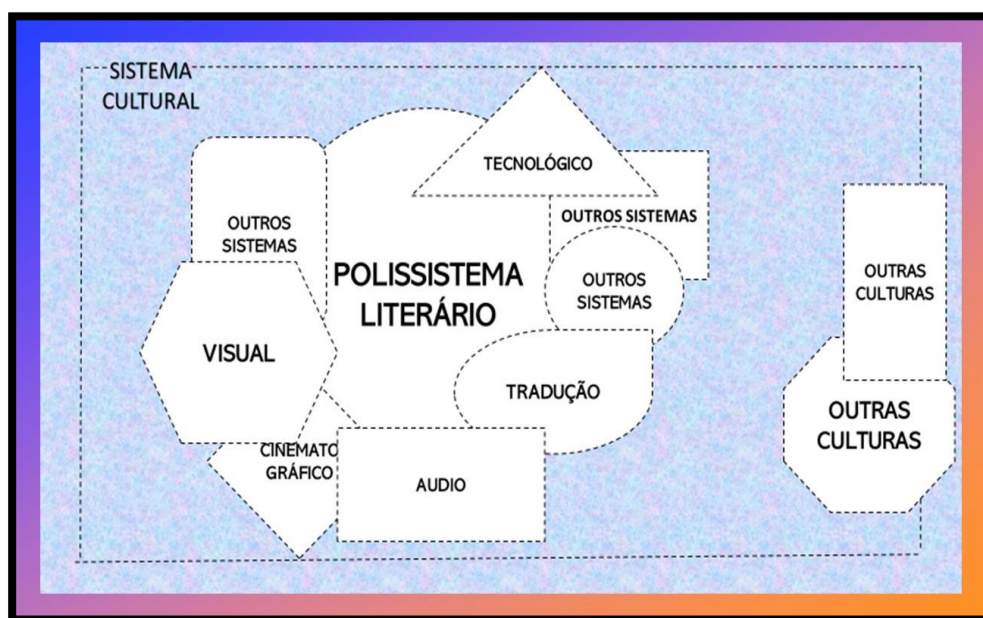 SISTEMA
CULTURAL
TECNOLÓGICO
OUTROS
SISTEMAS
OUTROS SISTEMAS
POLISSISTEMA
LITERÁRIO
OUTROS
SISTEMAS
OUTRAS
CULTURAS
VISUAL
TRADUÇÃO
OUTRAS
CULTURAS
CINEMATO
GRÁFICO
AUDIO